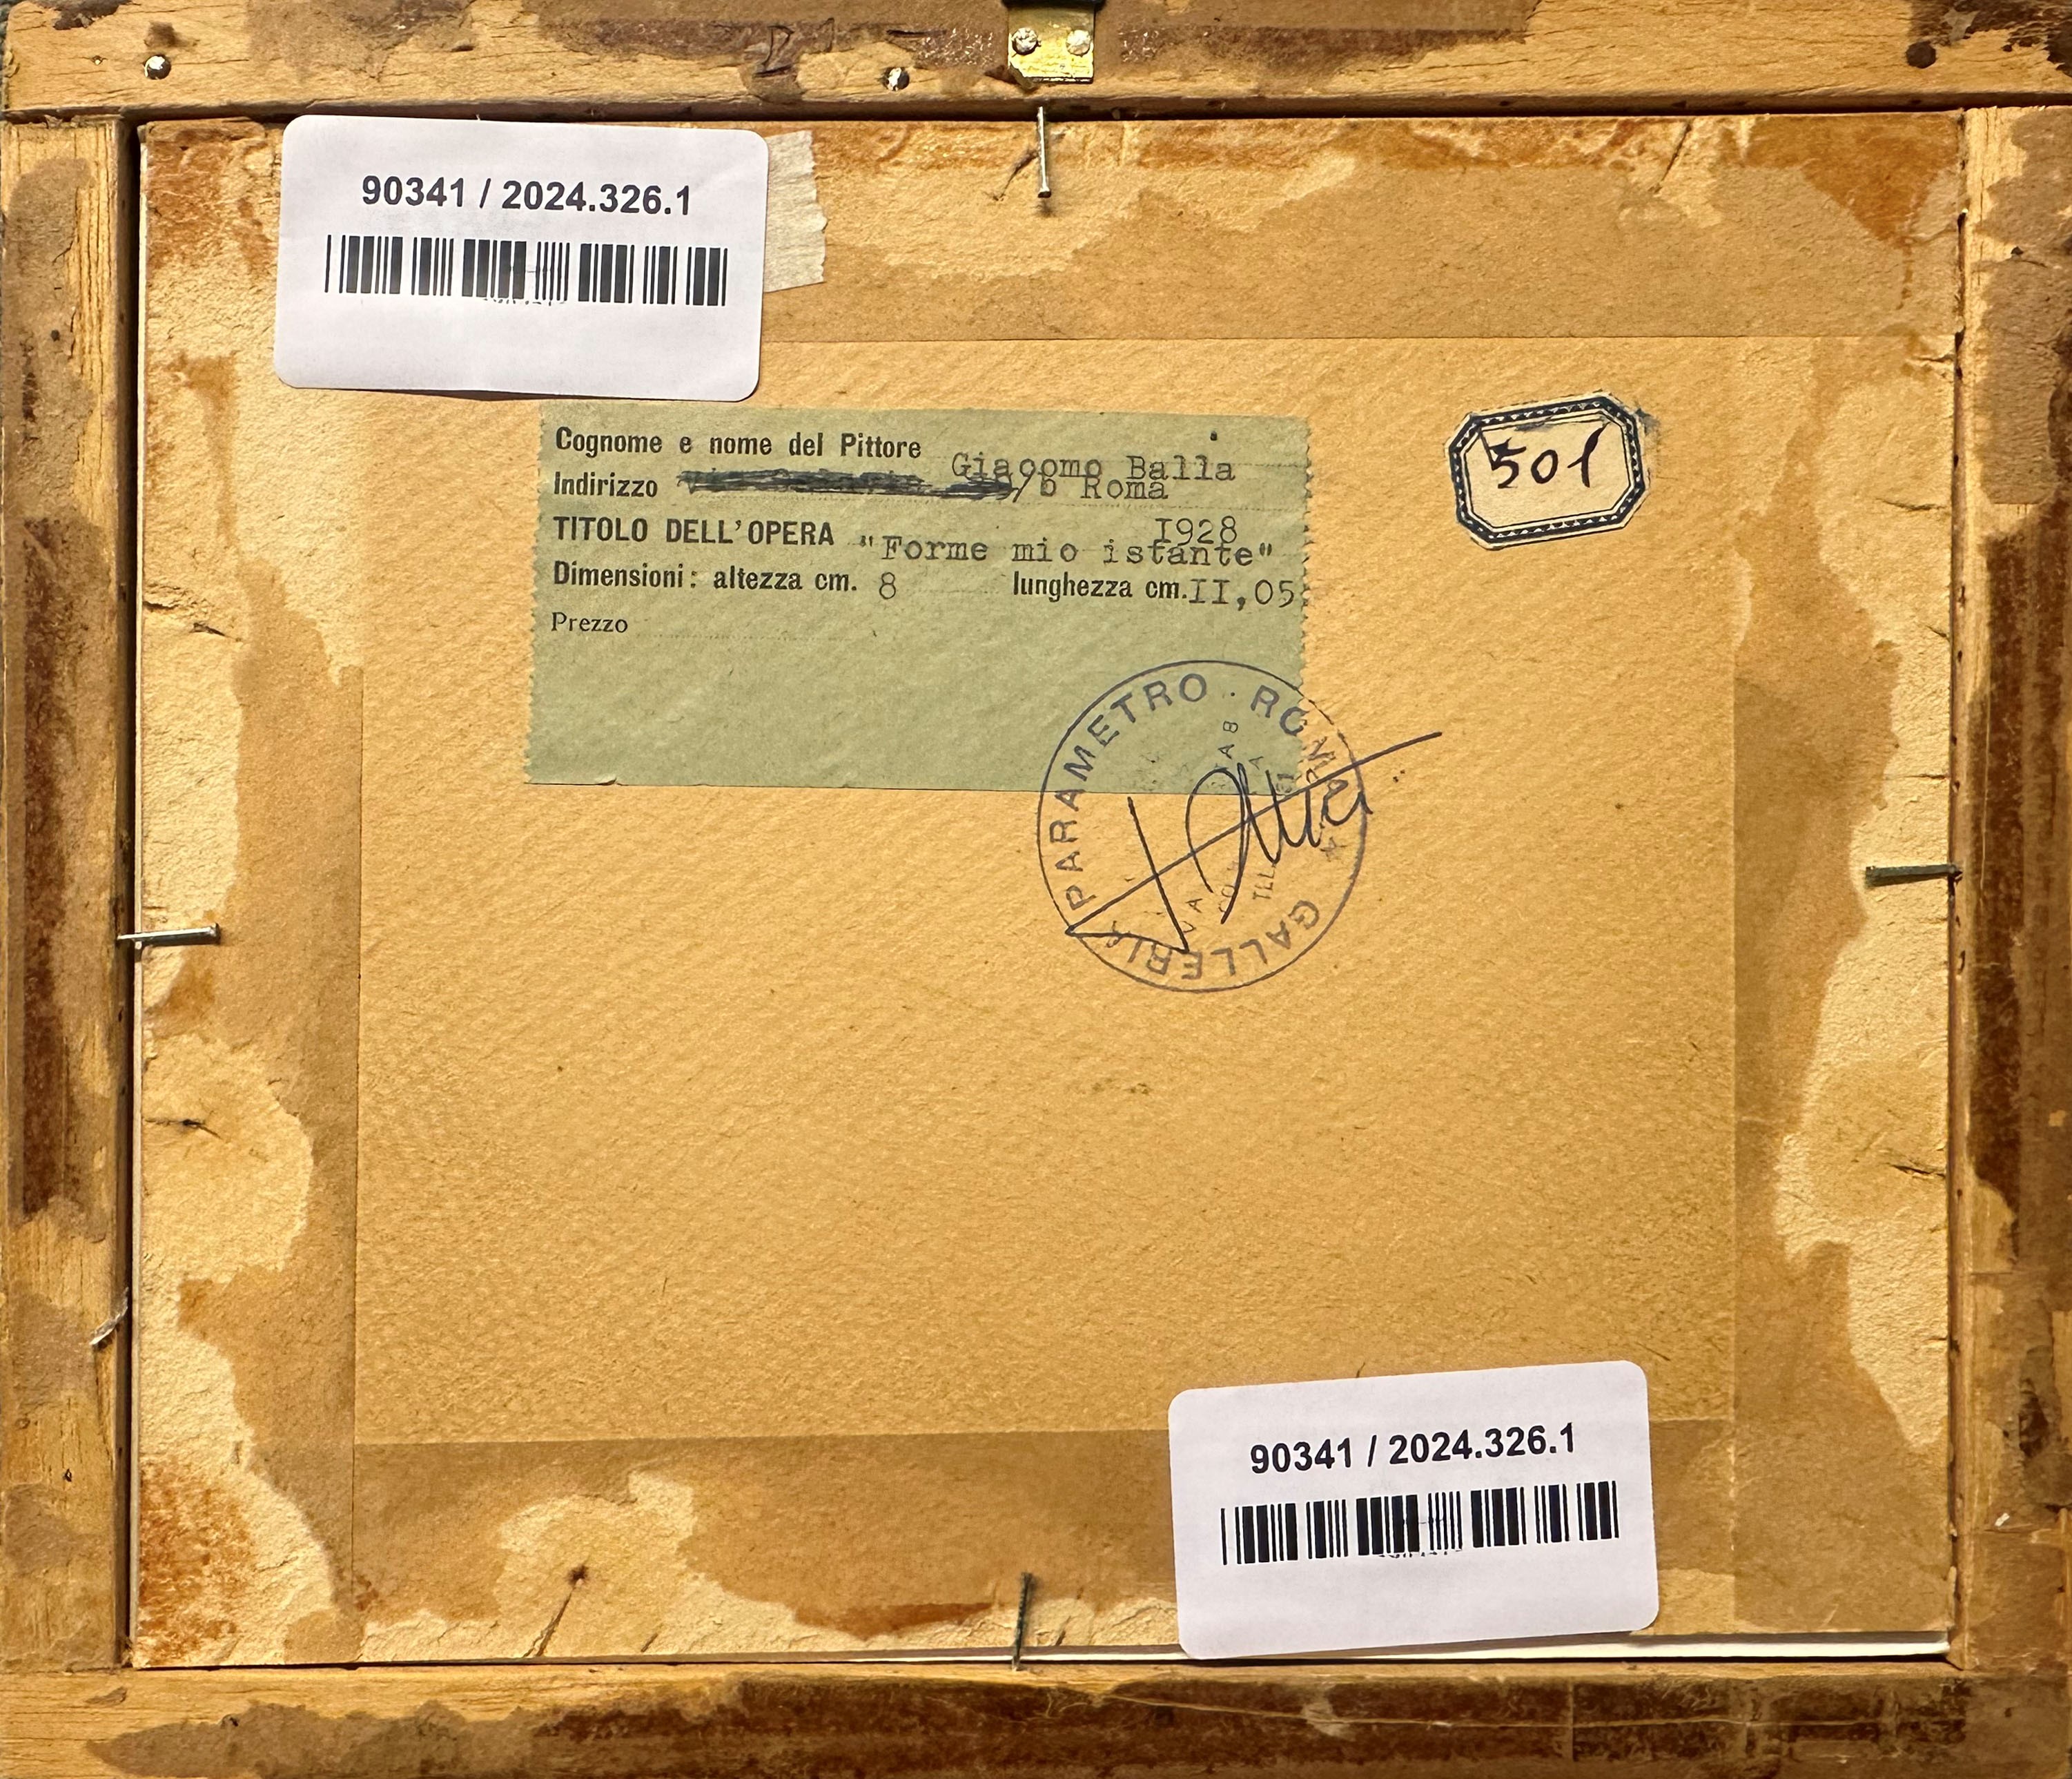 90341 / 2024.326.1
Cognome e nome del Pittore Giacomo Balla
Indirizzo /b Roma
TITOLO DELL'OPERA "Forme mio istante" I928
Dimensioni: altezza cm. 8 lunghezza cm. II,05
Prezzo
501
PARAMETRO · ROMA
GALLERIA
90341 / 2024.326.1